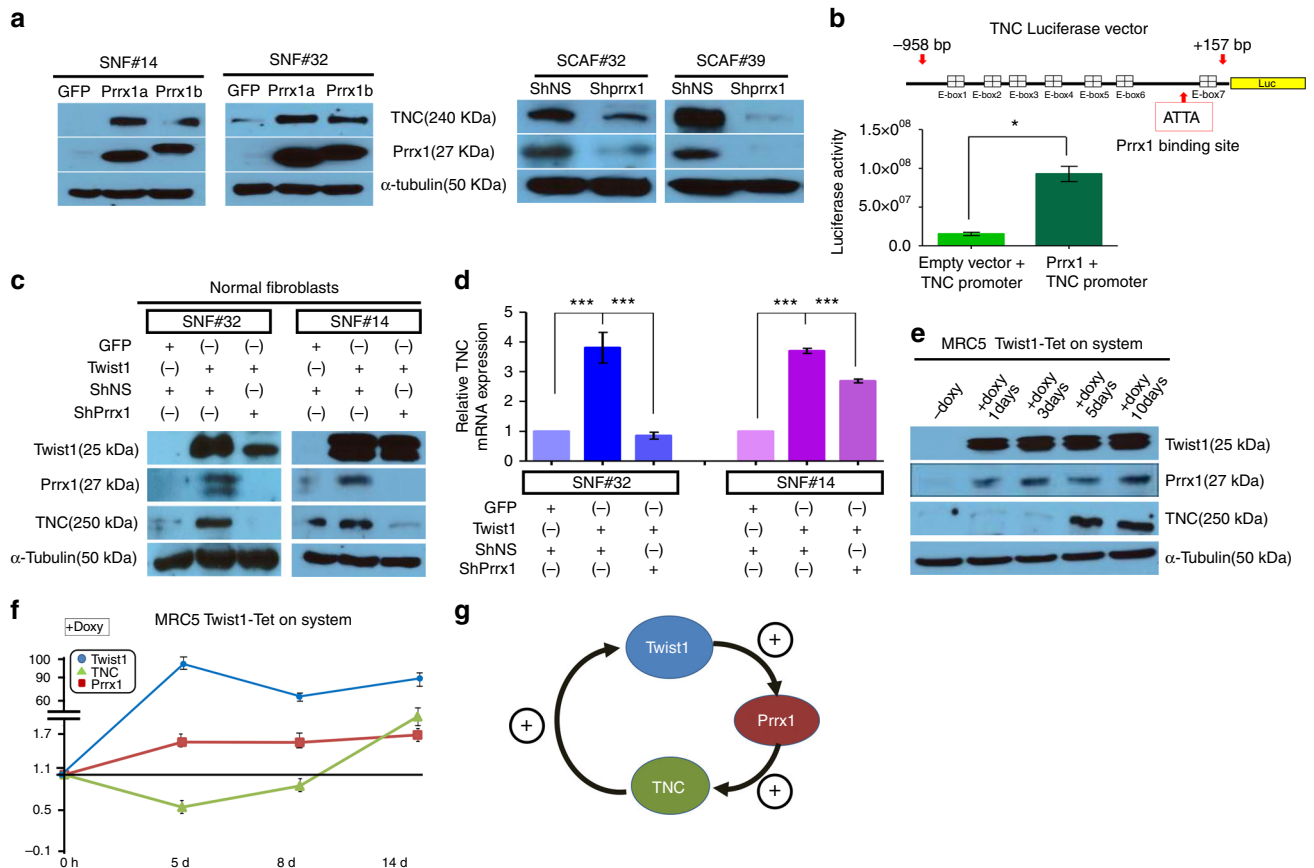 a
SNF#14
SNF#32
SCAF#32
SCAF#39
GFP Prrx1a Prrx1b
GFP Prrx1a Prrx1b
ShNS Shprrx1
ShNS Shprrx1
TNC(240 KDa)
Prrx1(27 KDa)
α-tubulin(50 KDa)
b
TNC Luciferase vector
−958 bp
+157 bp
E-box1 E-box2 E-box3 E-box4 E-box5 E-box6 E-box7
Luc
ATTA
Prrx1 binding site
Luciferase activity
1.5×10^08
1.0×10^08
5.0×10^07
0.0
*
Empty vector + TNC promoter
Prrx1 + TNC promoter
c
Normal fibroblasts
SNF#32 SNF#14
GFP + (−) (−) + (−) (−)
Twist1 (−) + + (−) + +
ShNS + + (−) + + (−)
ShPrrx1 (−) (−) + (−) (−) +
Twist1(25 kDa)
Prrx1(27 kDa)
TNC(250 kDa)
α-Tubulin(50 kDa)
d
Relative TNC
mRNA expression
5
4
3
2
1
0
*** ***
*** ***
SNF#32 SNF#14
GFP + (−) (−) + (−) (−)
Twist1 (−) + + (−) + +
ShNS + + (−) + + (−)
ShPrrx1 (−) (−) + (−) (−) +
e
MRC5 Twist1-Tet on system
−doxy
+doxy 1days
+doxy 3days
+doxy 5days
+doxy 10days
Twist1(25 kDa)
Prrx1(27 kDa)
TNC(250 kDa)
α-Tubulin(50 kDa)
f
+Doxy
MRC5 Twist1-Tet on system
Twist1
TNC
Prrx1
100
90
60
1.7
1.1
0.5
−0.1
0 h 5 d 8 d 14 d
g
Twist1
+
Prrx1
+
TNC
+